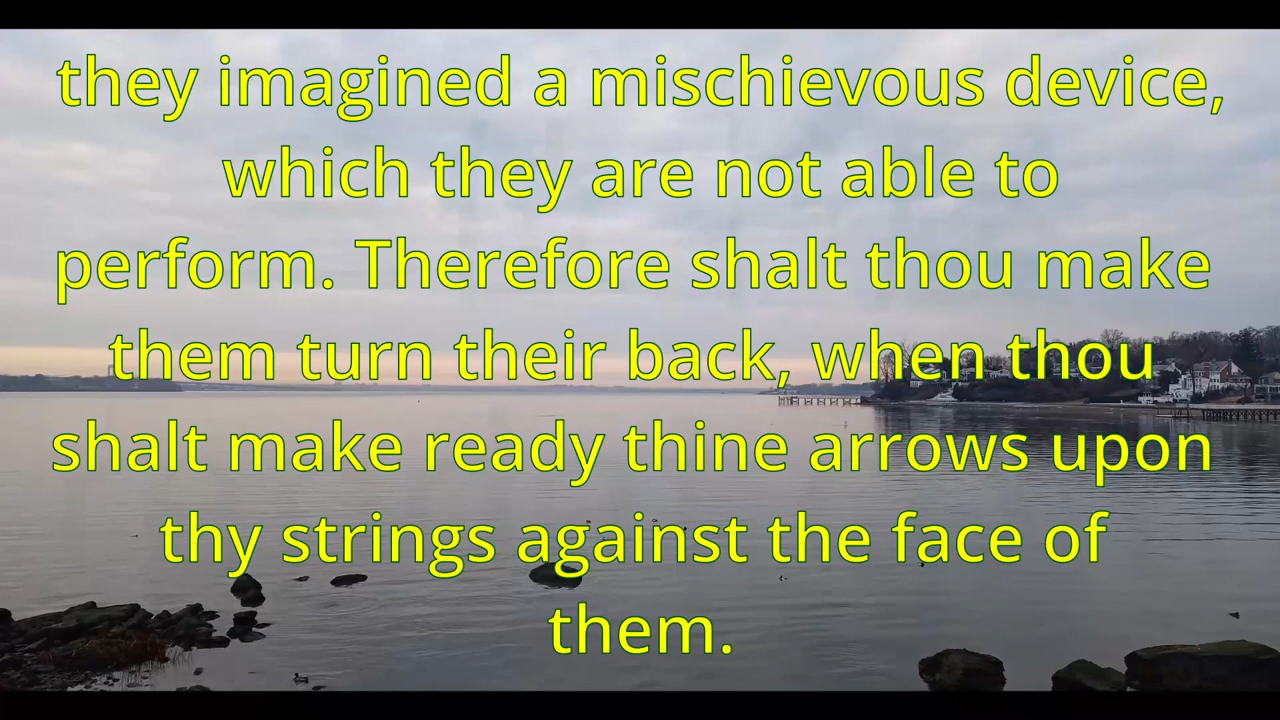 they imagined a mischievous device,
which they are not able to
perform. Therefore shalt thou make
them turn their back, when thou
shalt make ready thine arrows upon
thy strings against the face of
them.